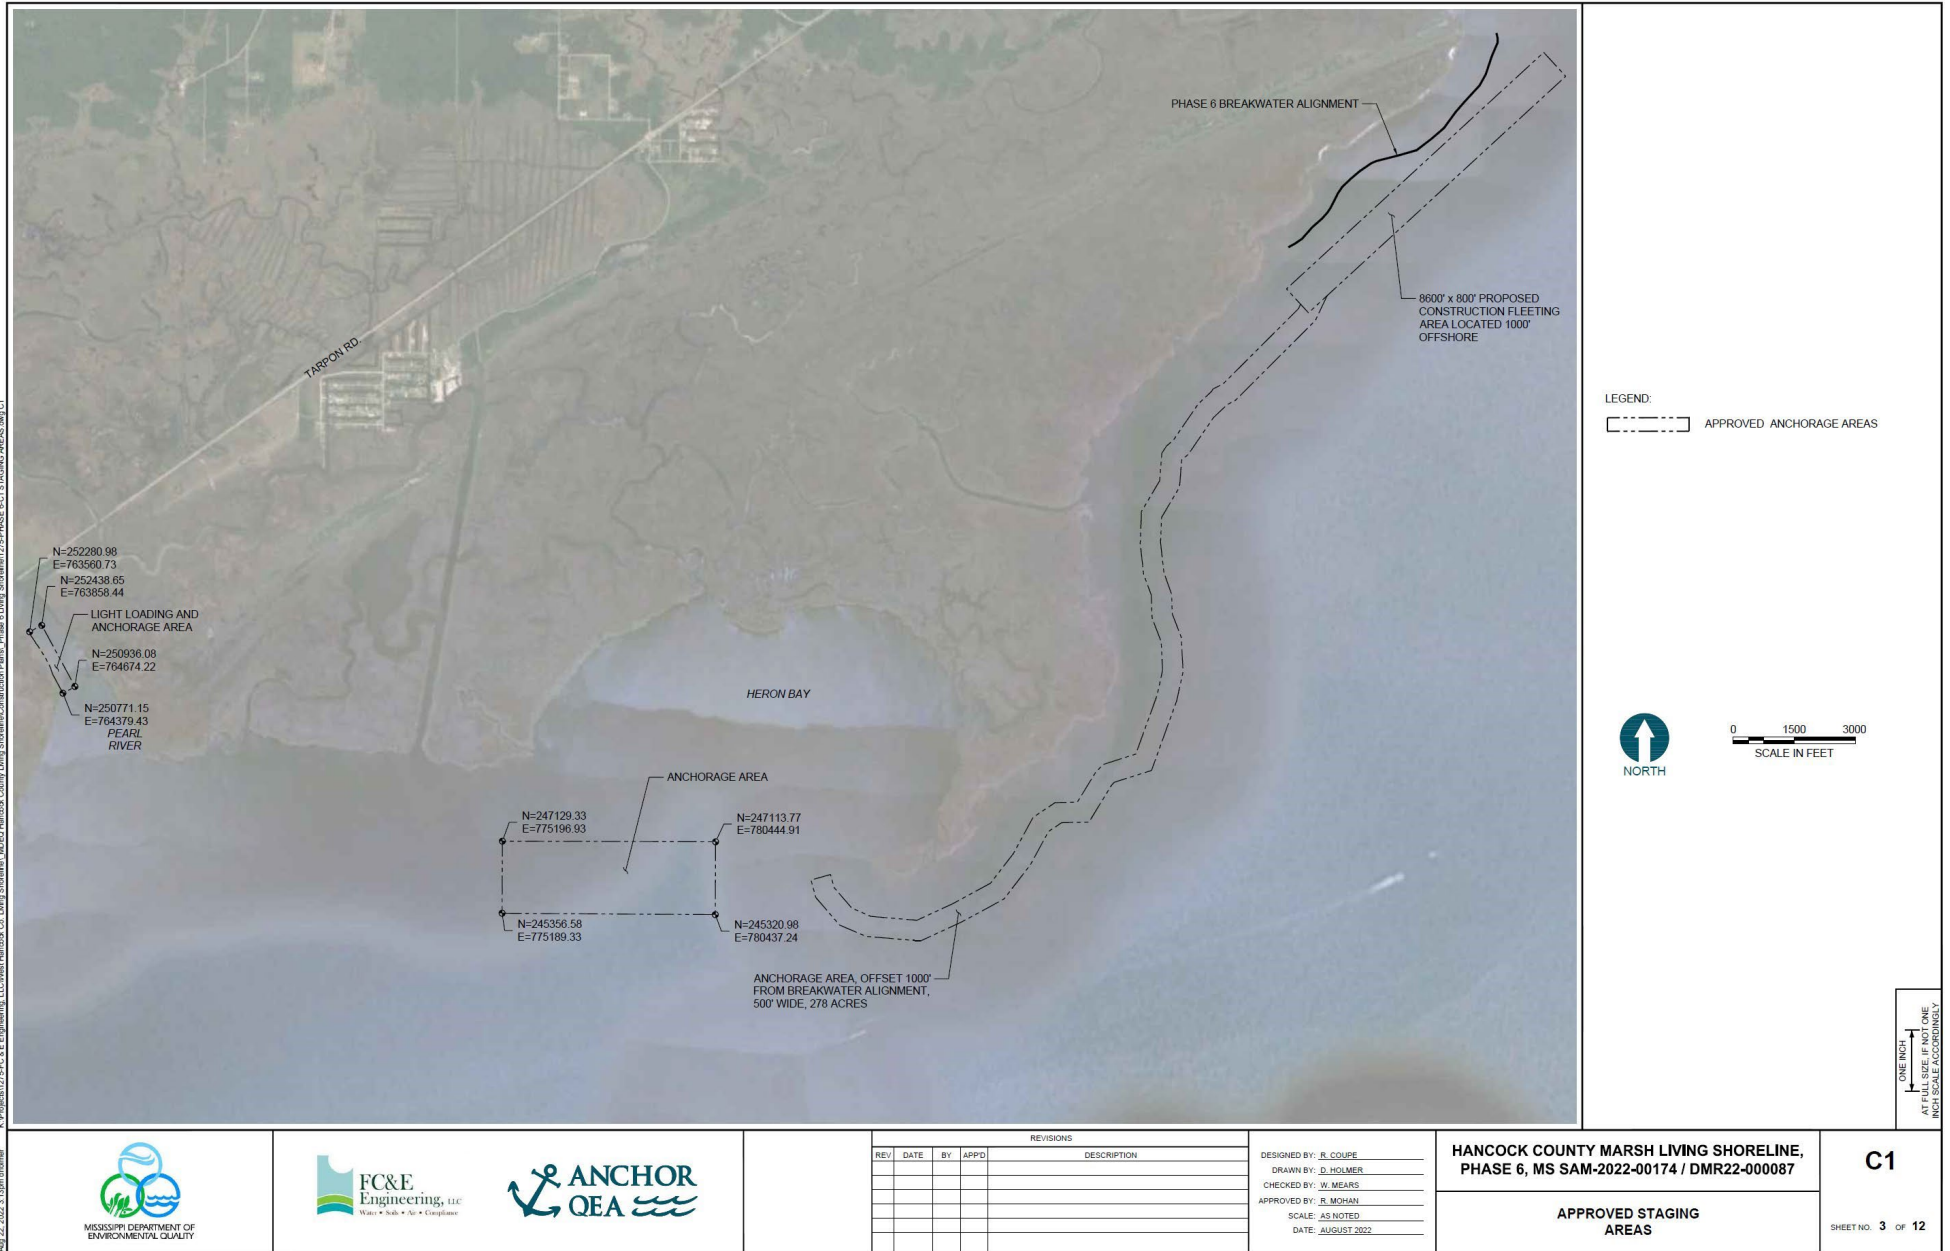 PHASE 6 BREAKWATER ALIGNMENT
8600' x 800' PROPOSED
CONSTRUCTION FLEETING
AREA LOCATED 1000'
OFFSHORE
TARPON RD.
N=252280.98
E=763560.73
N=252438.65
E=763858.44
LIGHT LOADING AND
ANCHORAGE AREA
N=250936.08
E=764674.22
N=250771.15
E=764379.43
PEARL
RIVER
HERON BAY
ANCHORAGE AREA
N=247129.33
E=775196.93
N=247113.77
E=780444.91
N=245356.58
E=775189.33
N=245320.98
E=780437.24
ANCHORAGE AREA, OFFSET 1000'
FROM BREAKWATER ALIGNMENT,
500' WIDE, 278 ACRES
LEGEND:
APPROVED ANCHORAGE AREAS
NORTH
0 1500 3000
SCALE IN FEET
ONE INCH
AT FULL SIZE, IF NOT ONE
INCH SCALE ACCORDINGLY
MISSISSIPPI DEPARTMENT OF
ENVIRONMENTAL QUALITY
FC&E
Engineering, LLC
Water • Soils • Air • Compliance
ANCHOR
QEA
REVISIONS
REV DATE BY APP'D DESCRIPTION
DESIGNED BY: R. COUPE
DRAWN BY: D. HOLMER
CHECKED BY: W. MEARS
APPROVED BY: R. MOHAN
SCALE: AS NOTED
DATE: AUGUST 2022
HANCOCK COUNTY MARSH LIVING SHORELINE,
PHASE 6, MS SAM-2022-00174 / DMR22-000087
APPROVED STAGING
AREAS
C1
SHEET NO. 3 OF 12